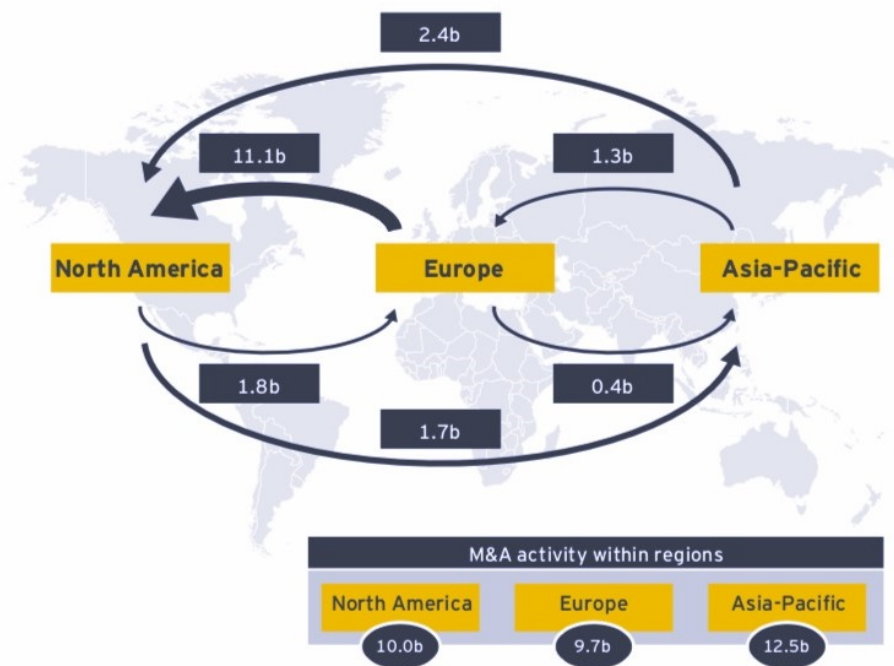 2.4b
11.1b
1.3b
North America
Europe
Asia-Pacific
1.8b
0.4b
1.7b
M&A activity within regions
North America
Europe
Asia-Pacific
10.0b
9.7b
12.5b